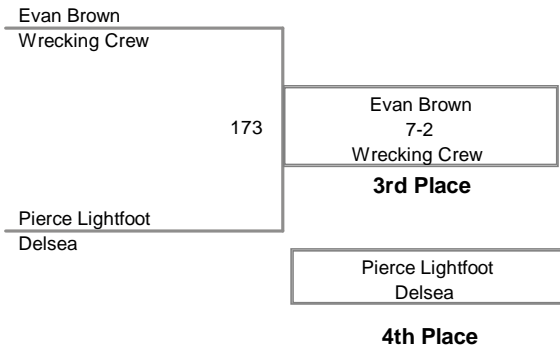 Evan Brown
Wrecking Crew
173
Evan Brown
7-2
Wrecking Crew
3rd Place
Pierce Lightfoot
Delsea
Pierce Lightfoot
Delsea
4th Place